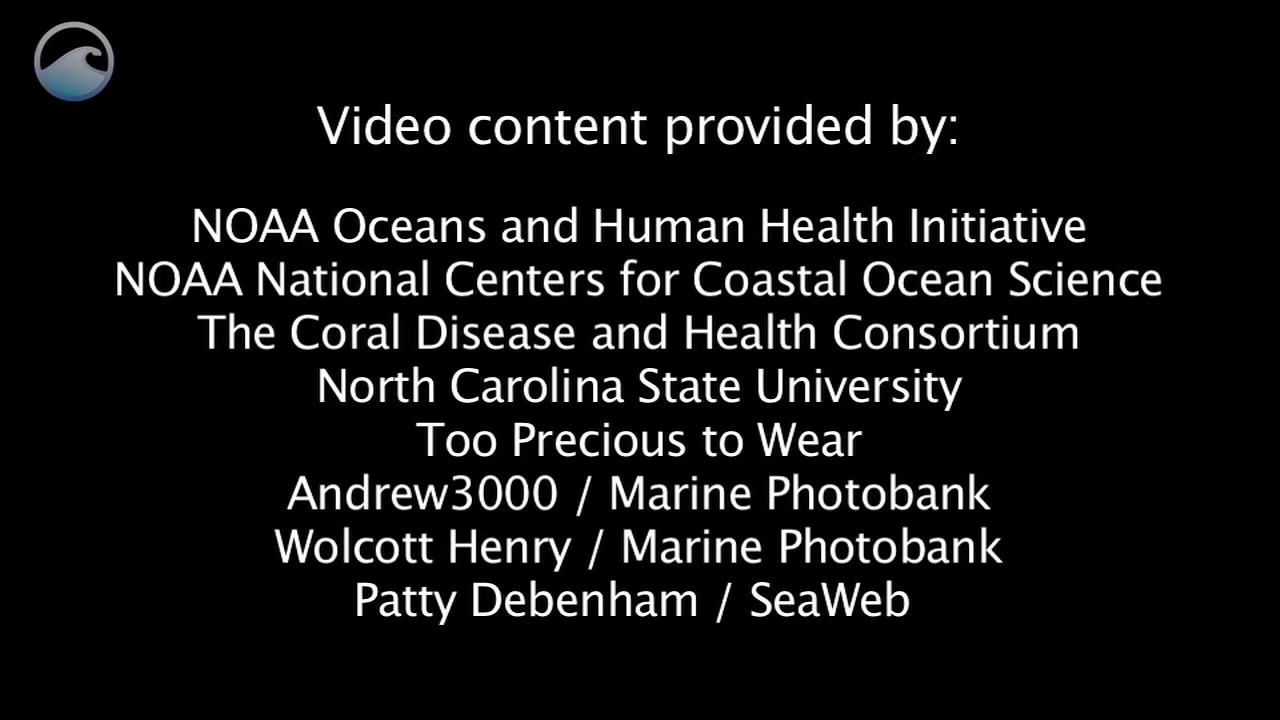 Video content provided by:
NOAA Oceans and Human Health Initiative
NOAA National Centers for Coastal Ocean Science
The Coral Disease and Health Consortium
North Carolina State University
Too Precious to Wear
Andrew3000 / Marine Photobank
Wolcott Henry / Marine Photobank
Patty Debenham / SeaWeb